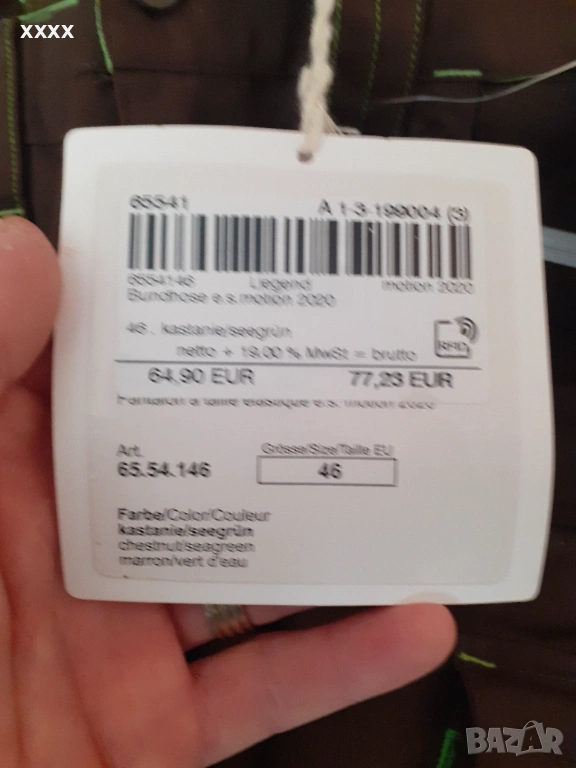 xxxx
65541 A 1-3-199004 (3)
6554146 Liegend motion 2020
Bundhose e.s.motion 2020
46 . kastanie/seegrün
RFID
netto + 19.00 % MwSt = brutto
64,90 EUR 77,23 EUR
Pantalon à taille élastique e.s. motion 2020
Art. Grösse/Size/Taille EU
65.54.146 46
Farbe/Color/Couleur
kastanie/seegrün
chestnut/seagreen
marron/vert d'eau
BAZAR